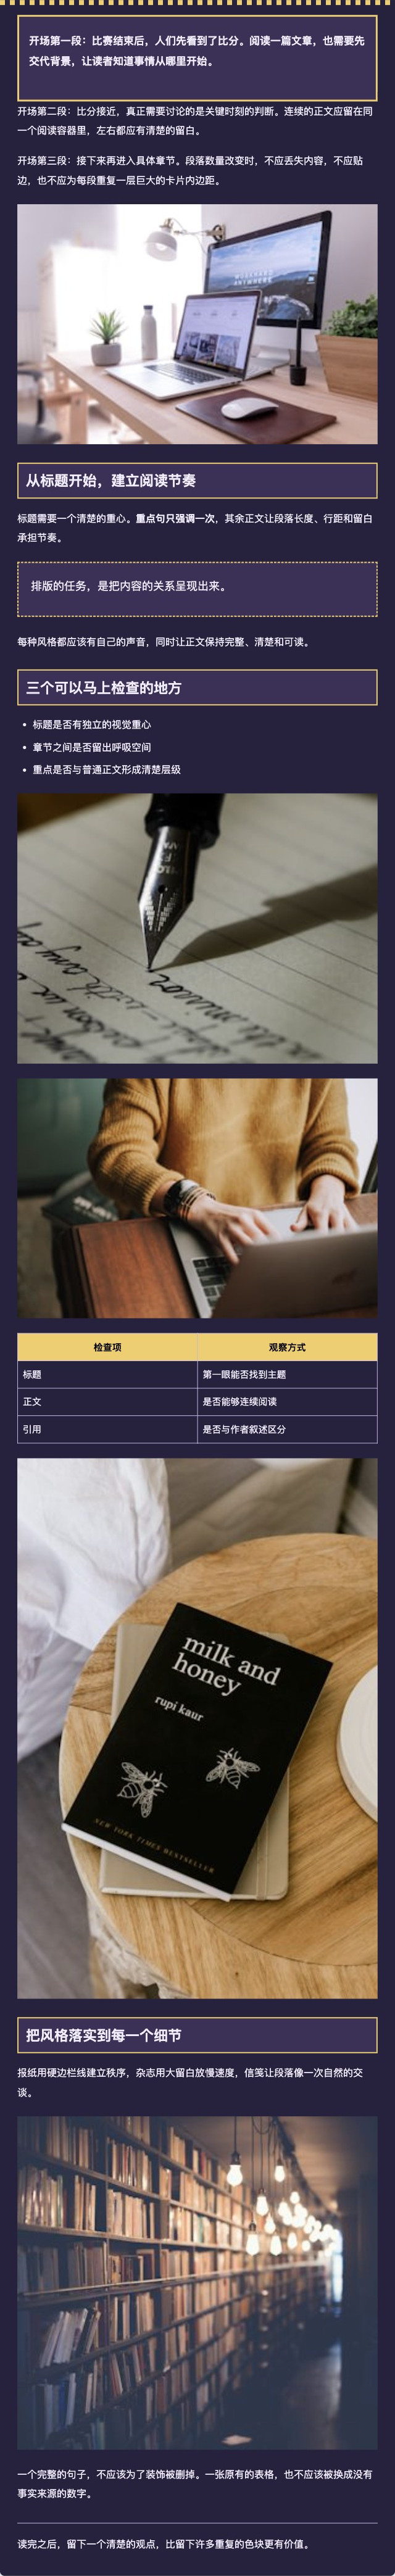 开场第一段：比赛结束后，人们先看到了比分。阅读一篇文章，也需要先
交代背景，让读者知道事情从哪里开始。
开场第二段：比分接近，真正需要讨论的是关键时刻的判断。连续的正文应留在同
一个阅读容器里，左右都应有清楚的留白。
开场第三段：接下来再进入具体章节。段落数量改变时，不应丢失内容，不应贴
边，也不应为每段重复一层巨大的卡片内边距。
从标题开始，建立阅读节奏
标题需要一个清楚的重心。重点句只强调一次，其余正文让段落长度、行距和留白
承担节奏。
排版的任务，是把内容的关系呈现出来。
每种风格都应该有自己的声音，同时让正文保持完整、清楚和可读。
三个可以马上检查的地方
• 标题是否有独立的视觉重心
• 章节之间是否留出呼吸空间
• 重点是否与普通正文形成清楚层级
检查项 观察方式
标题 第一眼能否找到主题
正文 是否能够连续阅读
引用 是否与作者叙述区分
milk and
honey
rupi kaur
NEW YORK TIMES BESTSELLER
把风格落实到每一个细节
报纸用硬边栏线建立秩序，杂志用大留白放慢速度，信笺让段落像一次自然的交
谈。
一个完整的句子，不应该为了装饰被删掉。一张原有的表格，也不应该被换成没有
事实来源的数字。
读完之后，留下一个清楚的观点，比留下许多重复的色块更有价值。